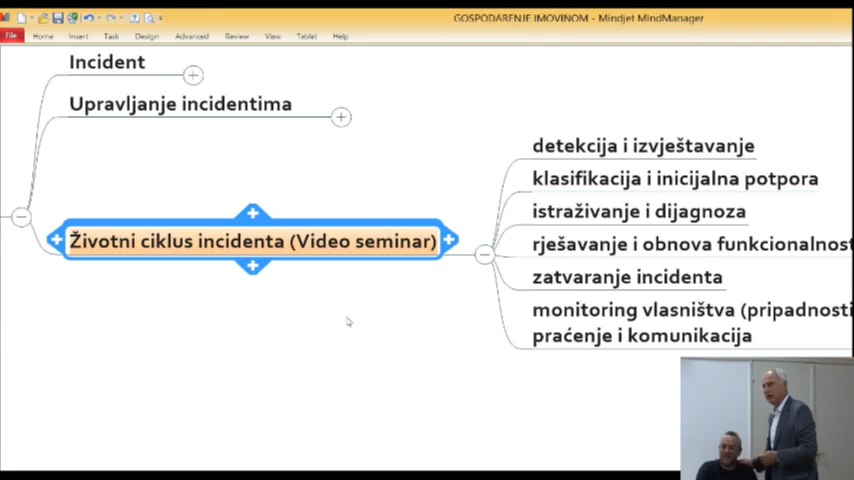 GOSPODARENJE IMOVINOM - Mindjet MindManager
File Home Insert Task Design Advanced Review View Tablet Help
Incident
Upravljanje incidentima
Životni ciklus incidenta (Video seminar)
detekcija i izvještavanje
klasifikacija i inicijalna potpora
istraživanje i dijagnoza
rješavanje i obnova funkcionalnost
zatvaranje incidenta
monitoring vlasništva (pripadnosti
praćenje i komunikacija